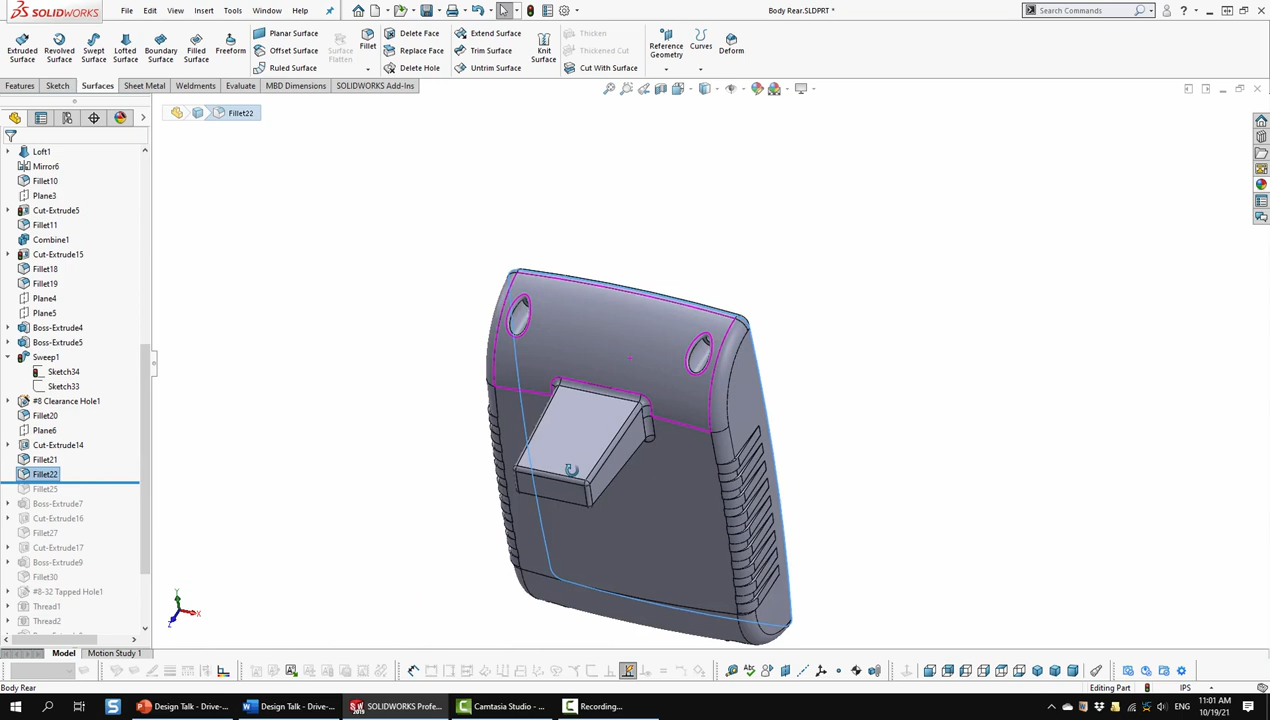 SOLIDWORKS
File
Edit
View
Insert
Tools
Window
Help
Body Rear.SLDPRT *
Search Commands
Extruded Surface
Revolved Surface
Swept Surface
Lofted Surface
Boundary Surface
Filled Surface
Freeform
Planar Surface
Offset Surface
Ruled Surface
Surface Flatten
Fillet
Delete Face
Replace Face
Delete Hole
Extend Surface
Trim Surface
Untrim Surface
Knit Surface
Thicken
Thickened Cut
Cut With Surface
Reference Geometry
Curves
Deform
Features
Sketch
Surfaces
Sheet Metal
Weldments
Evaluate
MBD Dimensions
SOLIDWORKS Add-Ins
Fillet22
Loft1
Mirror6
Fillet10
Plane3
Cut-Extrude5
Fillet11
Combine1
Cut-Extrude15
Fillet18
Fillet19
Plane4
Plane5
Boss-Extrude4
Boss-Extrude5
Sweep1
Sketch34
Sketch33
#8 Clearance Hole1
Fillet20
Plane6
Cut-Extrude14
Fillet21
Fillet22
Fillet25
Boss-Extrude7
Cut-Extrude16
Fillet27
Cut-Extrude17
Boss-Extrude9
Fillet30
#8-32 Tapped Hole1
Thread1
Thread2
Y
X
Z
Model
Motion Study 1
Body Rear
Editing Part
IPS
Design Talk - Drive-...
Design Talk - Drive-...
SOLIDWORKS Profe...
Camtasia Studio - ...
Recording...
11:01 AM
10/19/21